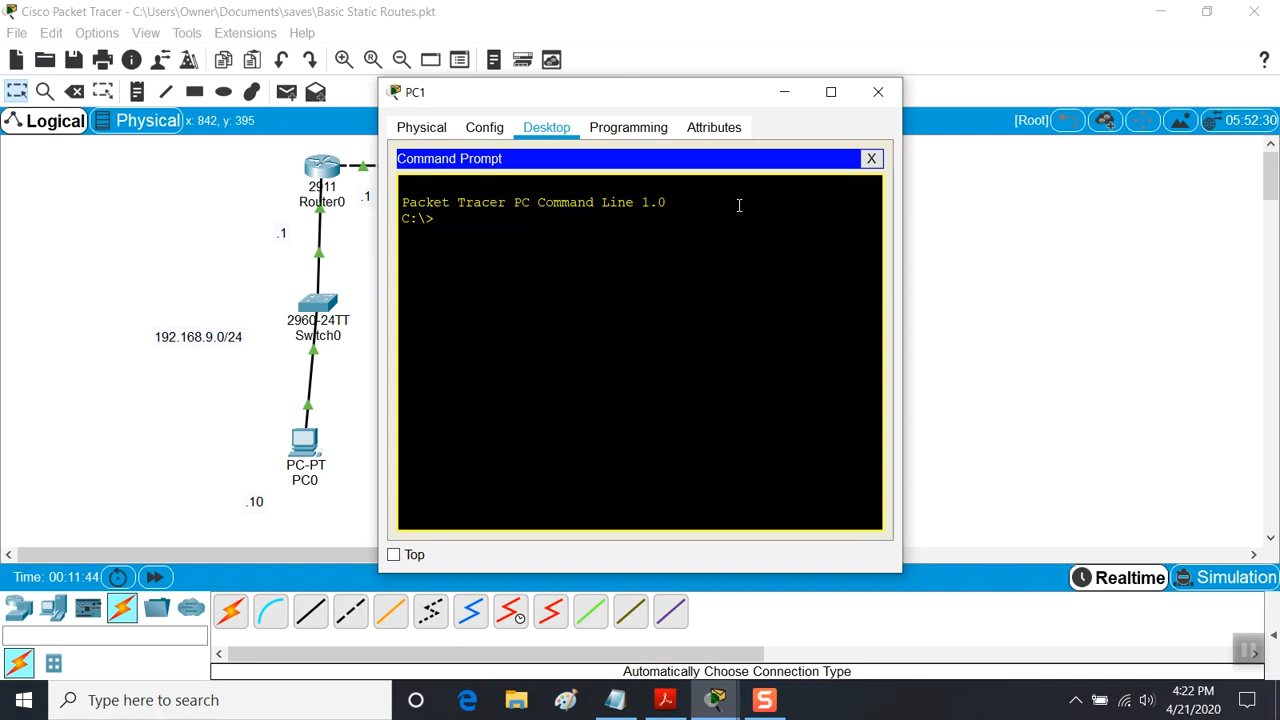 Cisco Packet Tracer - C:\Users\Owner\Documents\saves\Basic Static Routes.pkt
File Edit Options View Tools Extensions Help
?
PC1
Logical Physical x: 842, y: 395
[Root] 05:52:30
Physical Config Desktop Programming Attributes
Command Prompt X
Packet Tracer PC Command Line 1.0
C:\>
2911
Router0
.1
.1
2960-24TT
Switch0
192.168.9.0/24
PC-PT
PC0
.10
Top
Time: 00:11:44
Realtime Simulation
Automatically Choose Connection Type
Type here to search
4:22 PM
4/21/2020